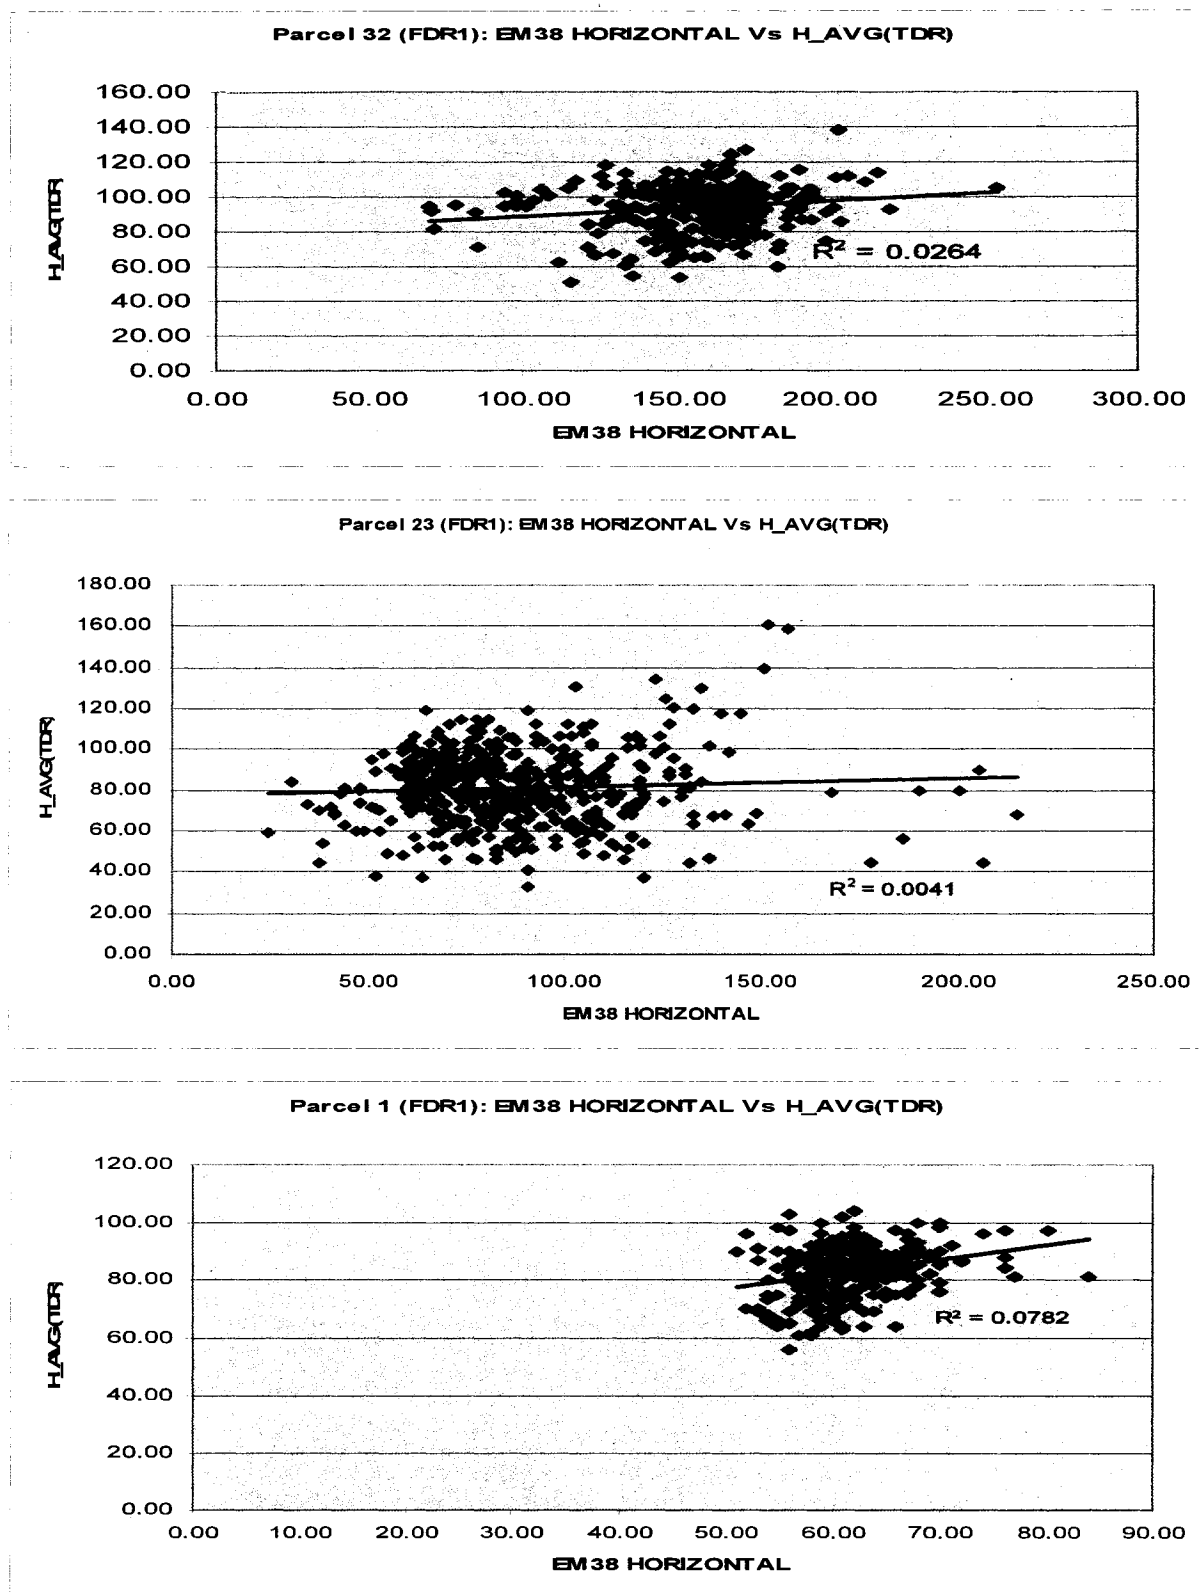 Parcel 32 (FDR1): EM38 HORIZONTAL Vs H_AVG(TDR)
160.00
140.00
120.00
100.00
80.00
60.00
40.00
20.00
0.00
H_AVG(TDR)
R² = 0.0264
0.00 50.00 100.00 150.00 200.00 250.00 300.00
EM38 HORIZONTAL
Parcel 23 (FDR1): EM38 HORIZONTAL Vs H_AVG(TDR)
180.00
160.00
140.00
120.00
100.00
80.00
60.00
40.00
20.00
0.00
H_AVG(TDR)
R² = 0.0041
0.00 50.00 100.00 150.00 200.00 250.00
EM38 HORIZONTAL
Parcel 1 (FDR1): EM38 HORIZONTAL Vs H_AVG(TDR)
120.00
100.00
80.00
60.00
40.00
20.00
0.00
H_AVG(TDR)
R² = 0.0782
0.00 10.00 20.00 30.00 40.00 50.00 60.00 70.00 80.00 90.00
EM38 HORIZONTAL